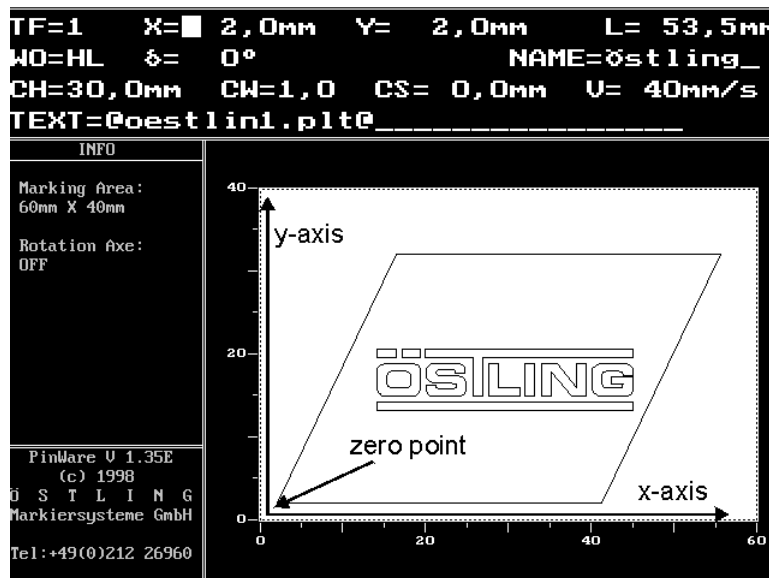 TF=1 X= 2,0mm Y= 2,0mm L= 53,5mm
WO=HL δ= 0° NAME=östling_
CH=30,0mm CW=1,0 CS= 0,0mm V= 40mm/s
TEXT=@oestlin1.plt@_________________
INFO
Marking Area:
60mm X 40mm
Rotation Axe:
OFF
PinWare V 1.35E
(c) 1998
Ö S T L I N G
Markiersysteme GmbH
Tel:+49(0)212 26960
40
y-axis
20
ÖSTLING
zero point
x-axis
0
0 20 40 60